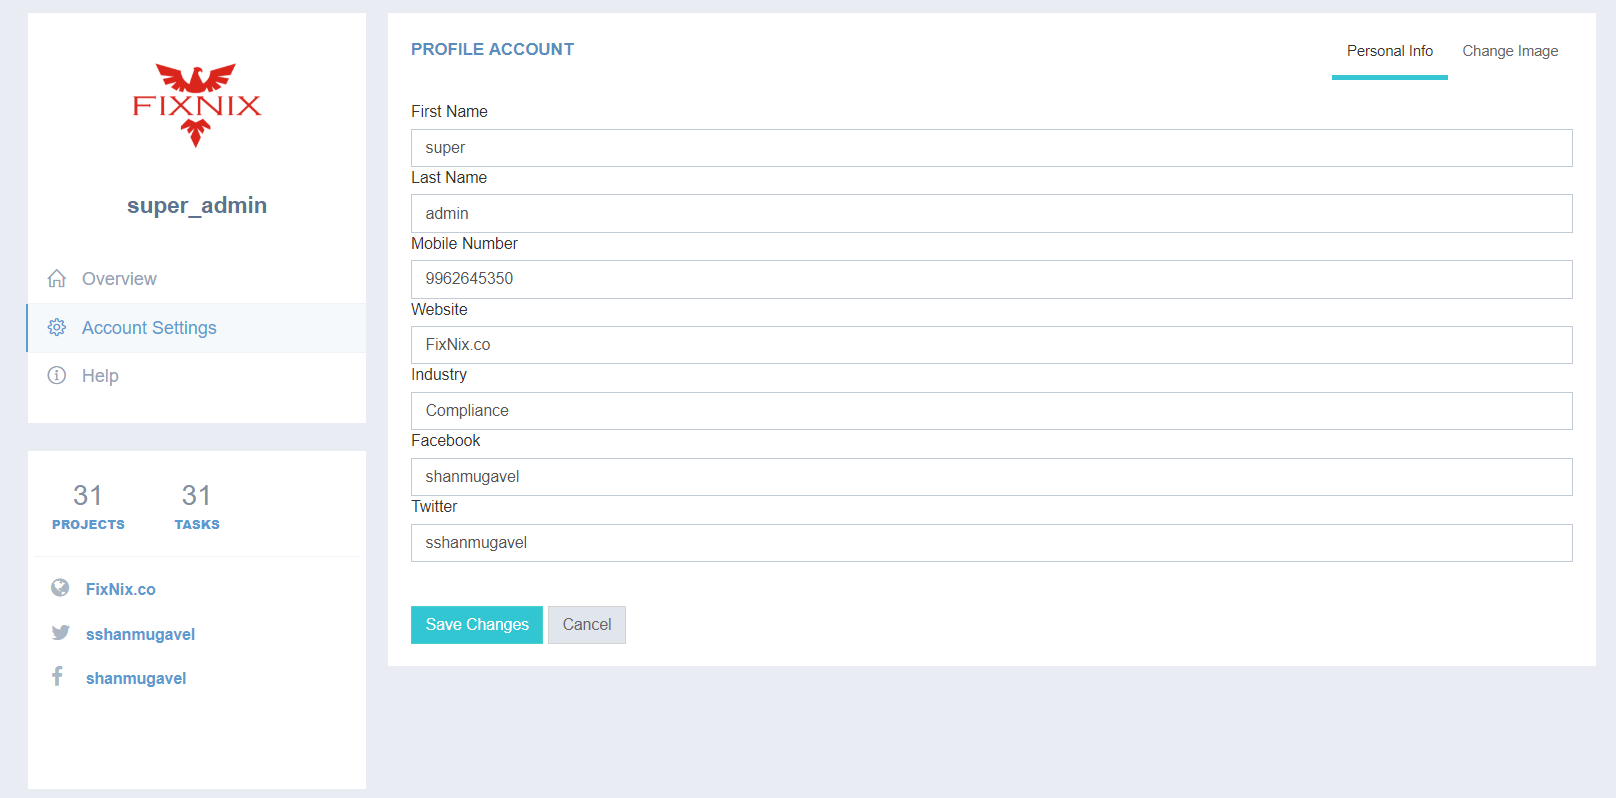 FIXNIX
super_admin
Overview
Account Settings
Help
31 31
PROJECTS TASKS
FixNix.co
sshanmugavel
shanmugavel
PROFILE ACCOUNT
Personal Info Change Image
First Name
super
Last Name
admin
Mobile Number
9962645350
Website
FixNix.co
Industry
Compliance
Facebook
shanmugavel
Twitter
sshanmugavel
Save Changes Cancel